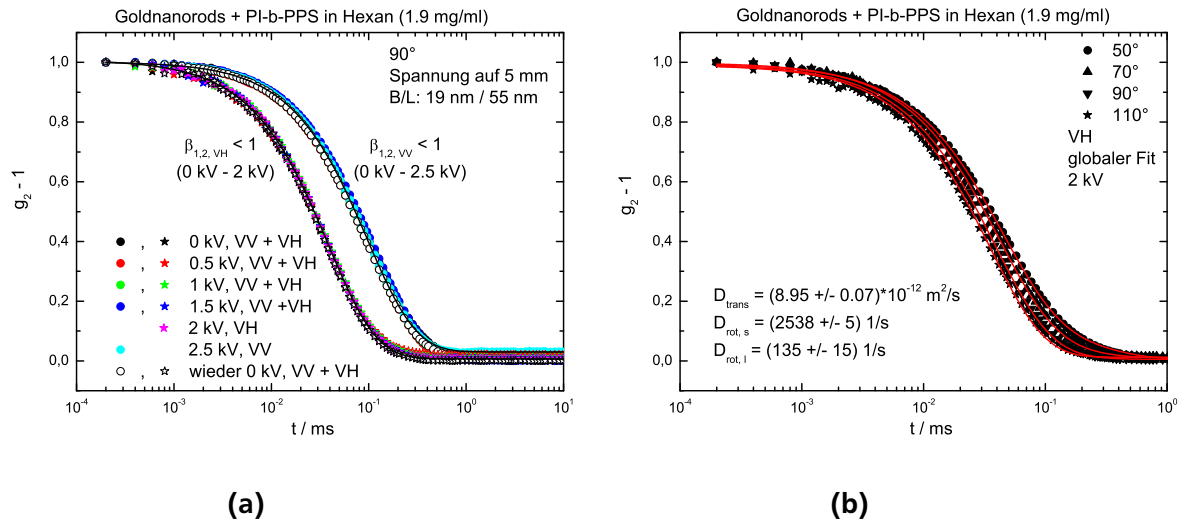 Goldnanorods + PI-b-PPS in Hexan (1.9 mg/ml)
90°
Spannung auf 5 mm
B/L: 19 nm / 55 nm
β1,2, VH < 1
(0 kV - 2 kV)
β1,2, VV < 1
(0 kV - 2.5 kV)
0 kV, VV + VH
0.5 kV, VV + VH
1 kV, VV + VH
1.5 kV, VV +VH
2 kV, VH
2.5 kV, VV
wieder 0 kV, VV + VH
1,0
0,8
0,6
0,4
0,2
0,0
g2 - 1
10-4
10-3
10-2
10-1
100
101
t / ms
(a)
Goldnanorods + PI-b-PPS in Hexan (1.9 mg/ml)
50°
70°
90°
110°
VH
globaler Fit
2 kV
Dtrans = (8.95 +/- 0.07)*10-12 m2/s
Drot, s = (2538 +/- 5) 1/s
Drot, l = (135 +/- 15) 1/s
1,0
0,8
0,6
0,4
0,2
0,0
g2 - 1
10-4
10-3
10-2
10-1
100
t / ms
(b)